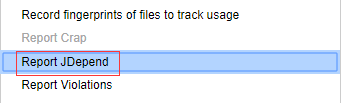 Record fingerprints of files to track usage
Report Crap
Report JDepend
Report Violations